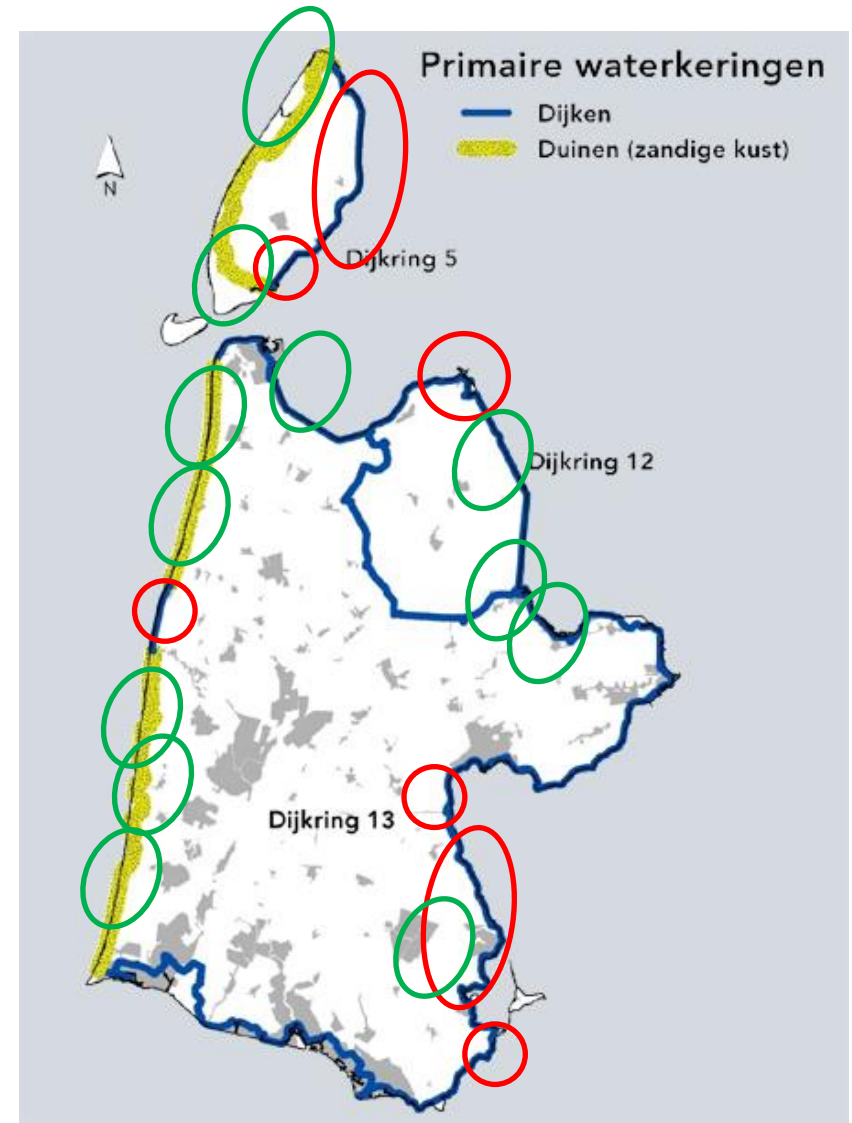 Primaire waterkeringen
Dijken
Duinen (zandige kust)
N
Dijkring 5
Dijkring 12
Dijkring 13